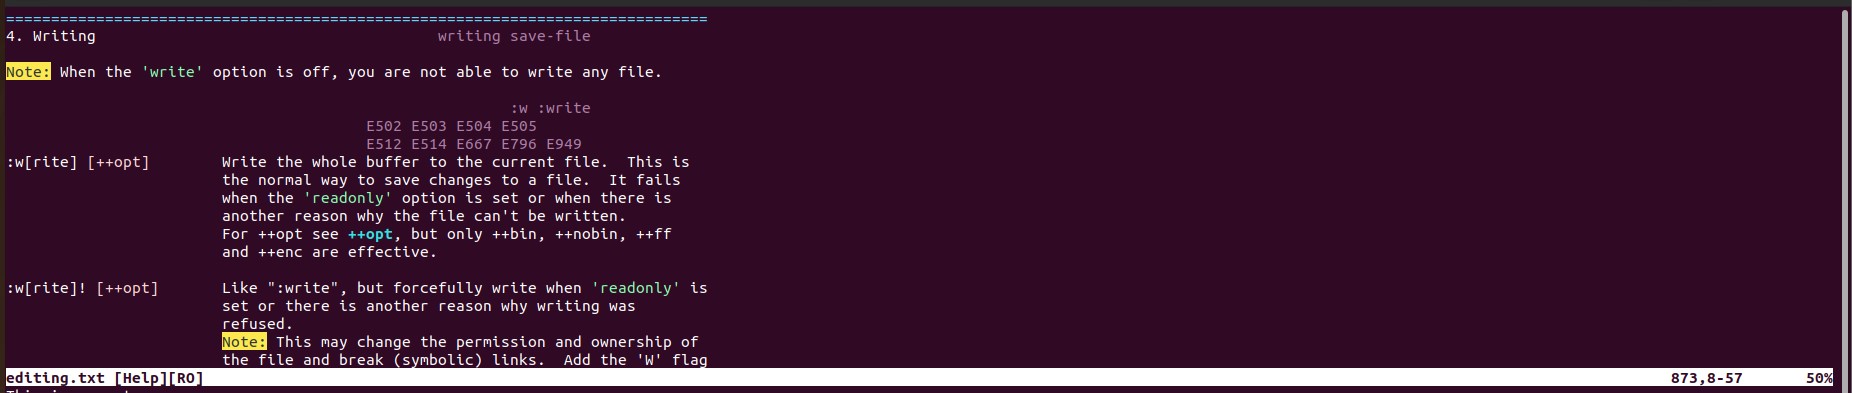 ==============================================================================
4. Writing                                      writing save-file
Note: When the 'write' option is off, you are not able to write any file.
                                                        :w :write
                                        E502 E503 E504 E505
                                        E512 E514 E667 E796 E949
:w[rite] [++opt]        Write the whole buffer to the current file.  This is
                        the normal way to save changes to a file.  It fails
                        when the 'readonly' option is set or when there is
                        another reason why the file can't be written.
                        For ++opt see ++opt, but only ++bin, ++nobin, ++ff
                        and ++enc are effective.
:w[rite]! [++opt]       Like ":write", but forcefully write when 'readonly' is
                        set or there is another reason why writing was
                        refused.
                        Note: This may change the permission and ownership of
                        the file and break (symbolic) links.  Add the 'W' flag
editing.txt [Help][RO]                                                  873,8-57       50%